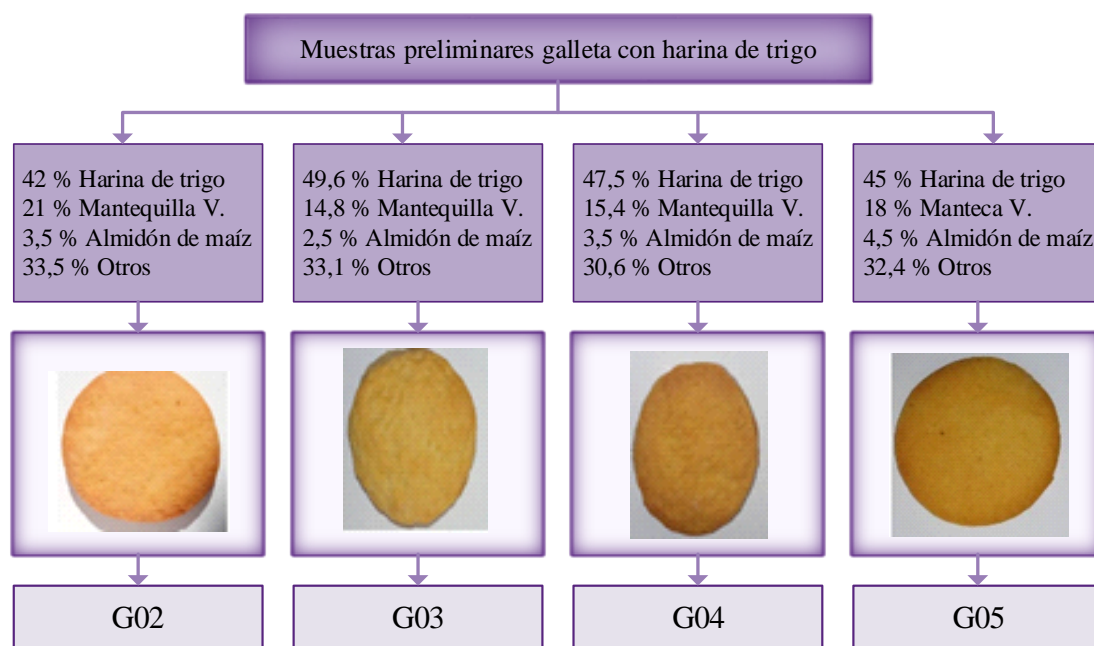 Muestras preliminares galleta con harina de trigo
42 % Harina de trigo
21 % Mantequilla V.
3,5 % Almidón de maíz
33,5 % Otros
49,6 % Harina de trigo
14,8 % Mantequilla V.
2,5 % Almidón de maíz
33,1 % Otros
47,5 % Harina de trigo
15,4 % Mantequilla V.
3,5 % Almidón de maíz
30,6 % Otros
45 % Harina de trigo
18 % Manteca V.
4,5 % Almidón de maíz
32,4 % Otros
G02
G03
G04
G05